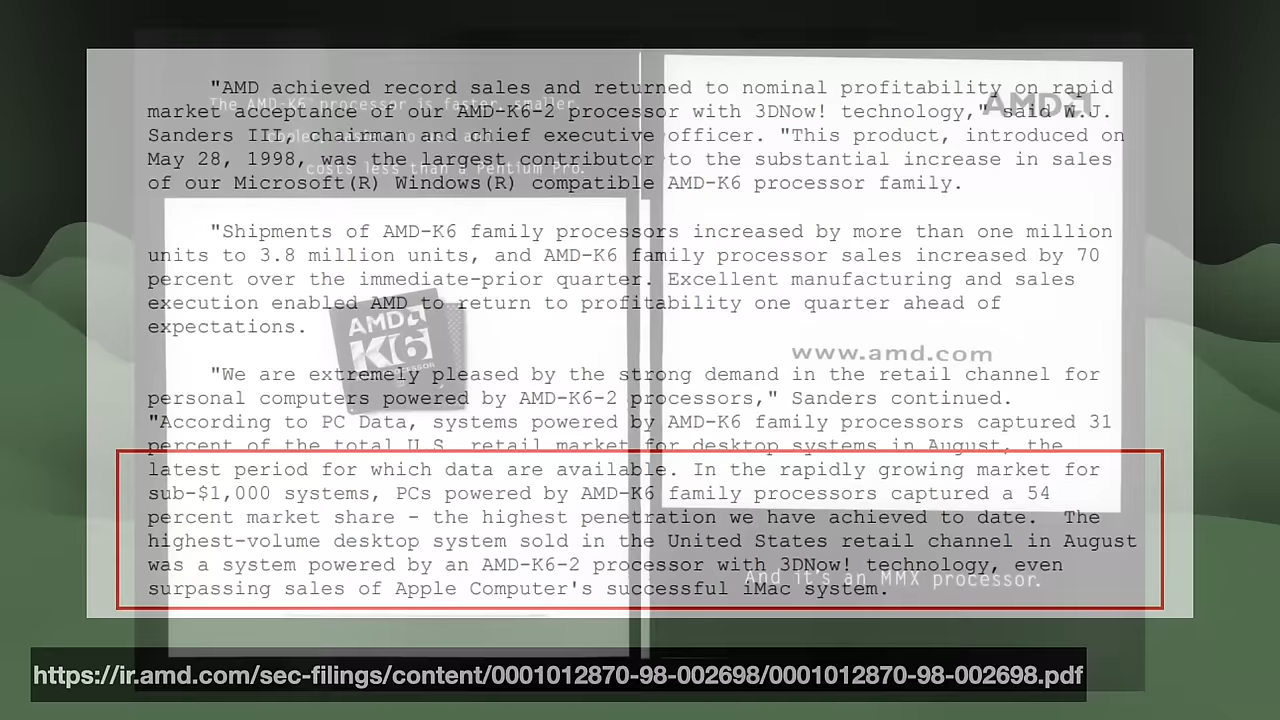 "AMD achieved record sales and returned to nominal profitability on rapid
market acceptance of our AMD-K6-2 processor with 3DNow! technology," said W.J.
Sanders III, chairman and chief executive officer. "This product, introduced on
May 28, 1998, was the largest contributor to the substantial increase in sales
of our Microsoft(R) Windows(R) compatible AMD-K6 processor family.
"Shipments of AMD-K6 family processors increased by more than one million
units to 3.8 million units, and AMD-K6 family processor sales increased by 70
percent over the immediate-prior quarter. Excellent manufacturing and sales
execution enabled AMD to return to profitability one quarter ahead of
expectations.
"We are extremely pleased by the strong demand in the retail channel for
personal computers powered by AMD-K6-2 processors," Sanders continued.
"According to PC Data, systems powered by AMD-K6 family processors captured 31
percent of the total U.S. retail market for desktop systems in August, the
latest period for which data are available. In the rapidly growing market for
sub-$1,000 systems, PCs powered by AMD-K6 family processors captured a 54
percent market share - the highest penetration we have achieved to date. The
highest-volume desktop system sold in the United States retail channel in August
was a system powered by an AMD-K6-2 processor with 3DNow! technology, even
surpassing sales of Apple Computer's successful iMac system.
The AMD-K6 processor is faster, smaller,
costs less than a Pentium Pro.
AMD
K6
AMD
www.amd.com
And it's an MMX processor.
https://ir.amd.com/sec-filings/content/0001012870-98-002698/0001012870-98-002698.pdf